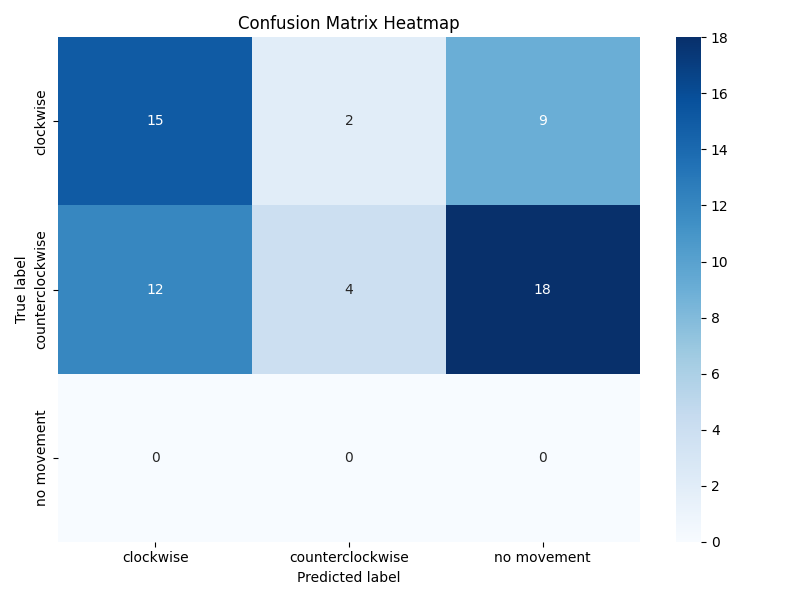 Confusion Matrix Heatmap
True label
clockwise
15 2 9
counterclockwise
12 4 18
no movement
0 0 0
clockwise counterclockwise no movement
Predicted label
18
16
14
12
10
8
6
4
2
0